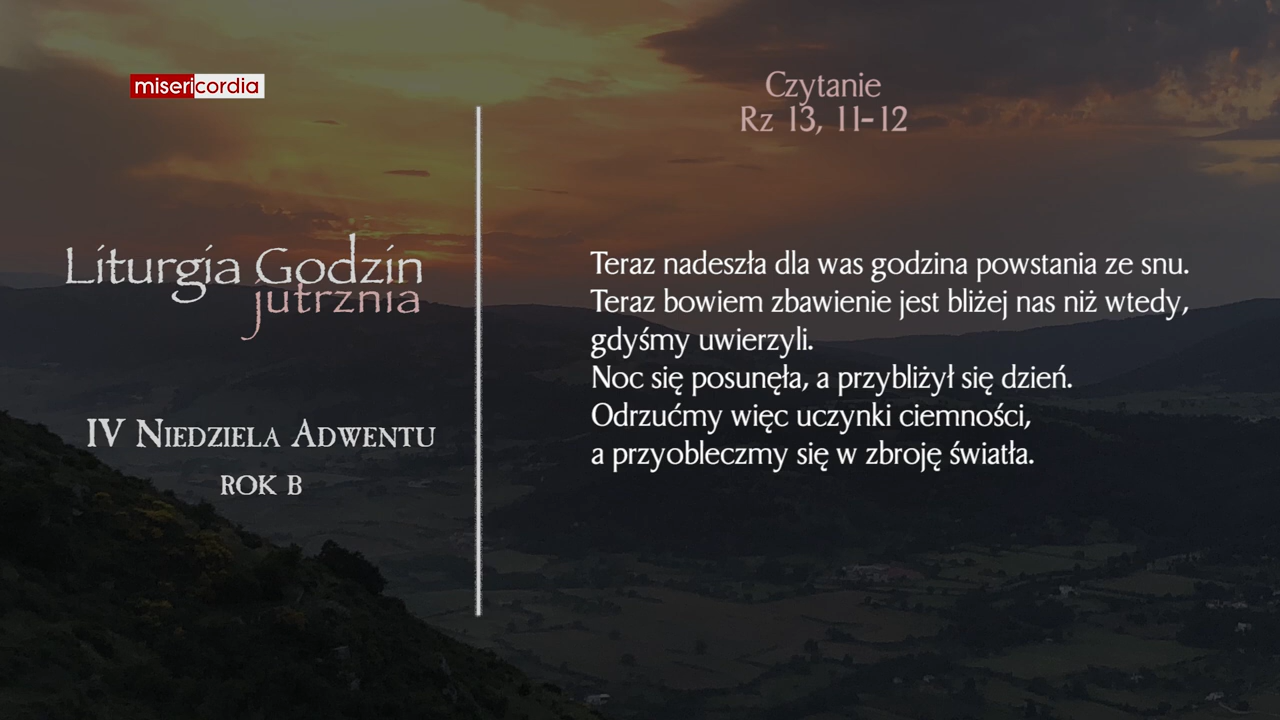 misericordia
Liturgia Godzin
jutrznia
IV Niedziela Adwentu
rok B
Czytanie
Rz 13, 11-12
Teraz nadeszła dla was godzina powstania ze snu.
Teraz bowiem zbawienie jest bliżej nas niż wtedy,
gdyśmy uwierzyli.
Noc się posunęła, a przybliżył się dzień.
Odrzućmy więc uczynki ciemności,
a przyobleczmy się w zbroję światła.